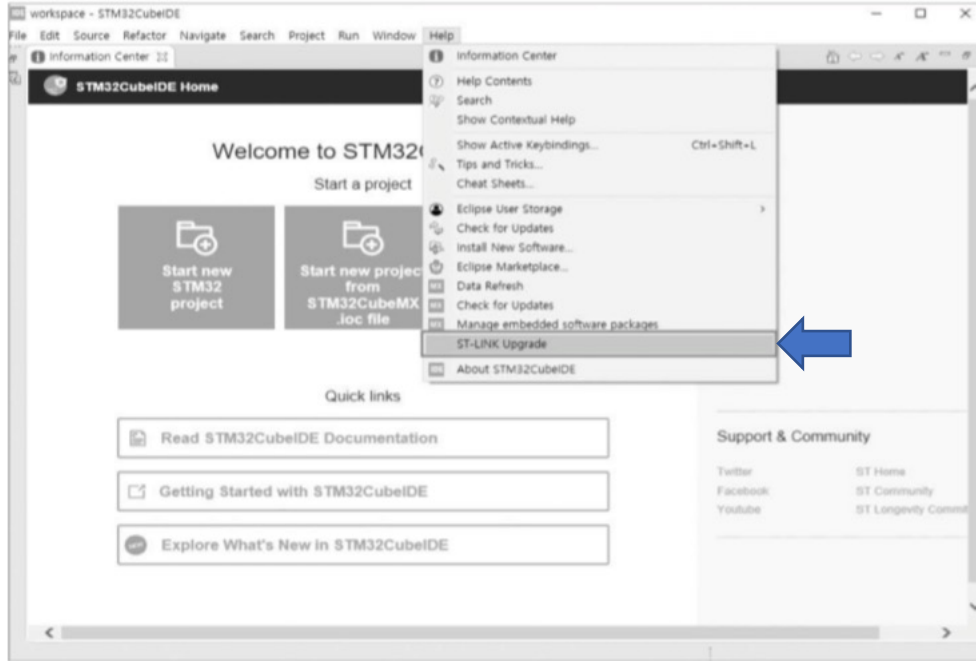 workspace - STM32CubeIDE
File Edit Source Refactor Navigate Search Project Run Window Help
Information Center
STM32CubeIDE Home
Information Center
Help Contents
Search
Show Contextual Help
Show Active Keybindings... Ctrl+Shift+L
Tips and Tricks...
Cheat Sheets...
Eclipse User Storage
Check for Updates
Install New Software...
Eclipse Marketplace...
Data Refresh
Check for Updates
Manage embedded software packages
ST-LINK Upgrade
About STM32CubeIDE
Welcome to STM32
Start a project
Start new
STM32
project
Start new projec
from
STM32CubeMX
.ioc file
Quick links
Read STM32CubeIDE Documentation
Getting Started with STM32CubeIDE
Explore What's New in STM32CubeIDE
Support & Community
Twitter ST Home
Facebook ST Community
Youtube ST Longevity Commit